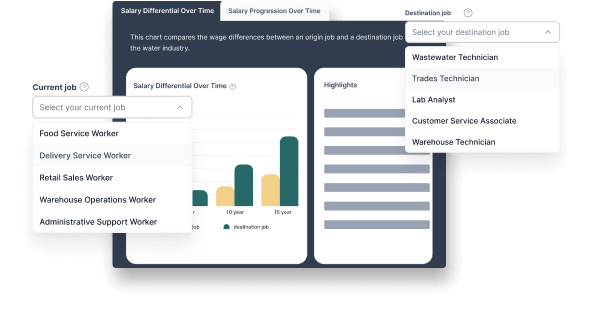 Salary Differential Over Time
Salary Progression Over Time
Destination job
Select your destination job
This chart compares the wage differences between an origin job and a destination job
the water industry.
Wastewater Technician
Trades Technician
Lab Analyst
Customer Service Associate
Warehouse Technician
Current job
Select your current job
Food Service Worker
Delivery Service Worker
Retail Sales Worker
Warehouse Operations Worker
Administrative Support Worker
Salary Differential Over Time
Highlights
10 year
15 year
job
destination job